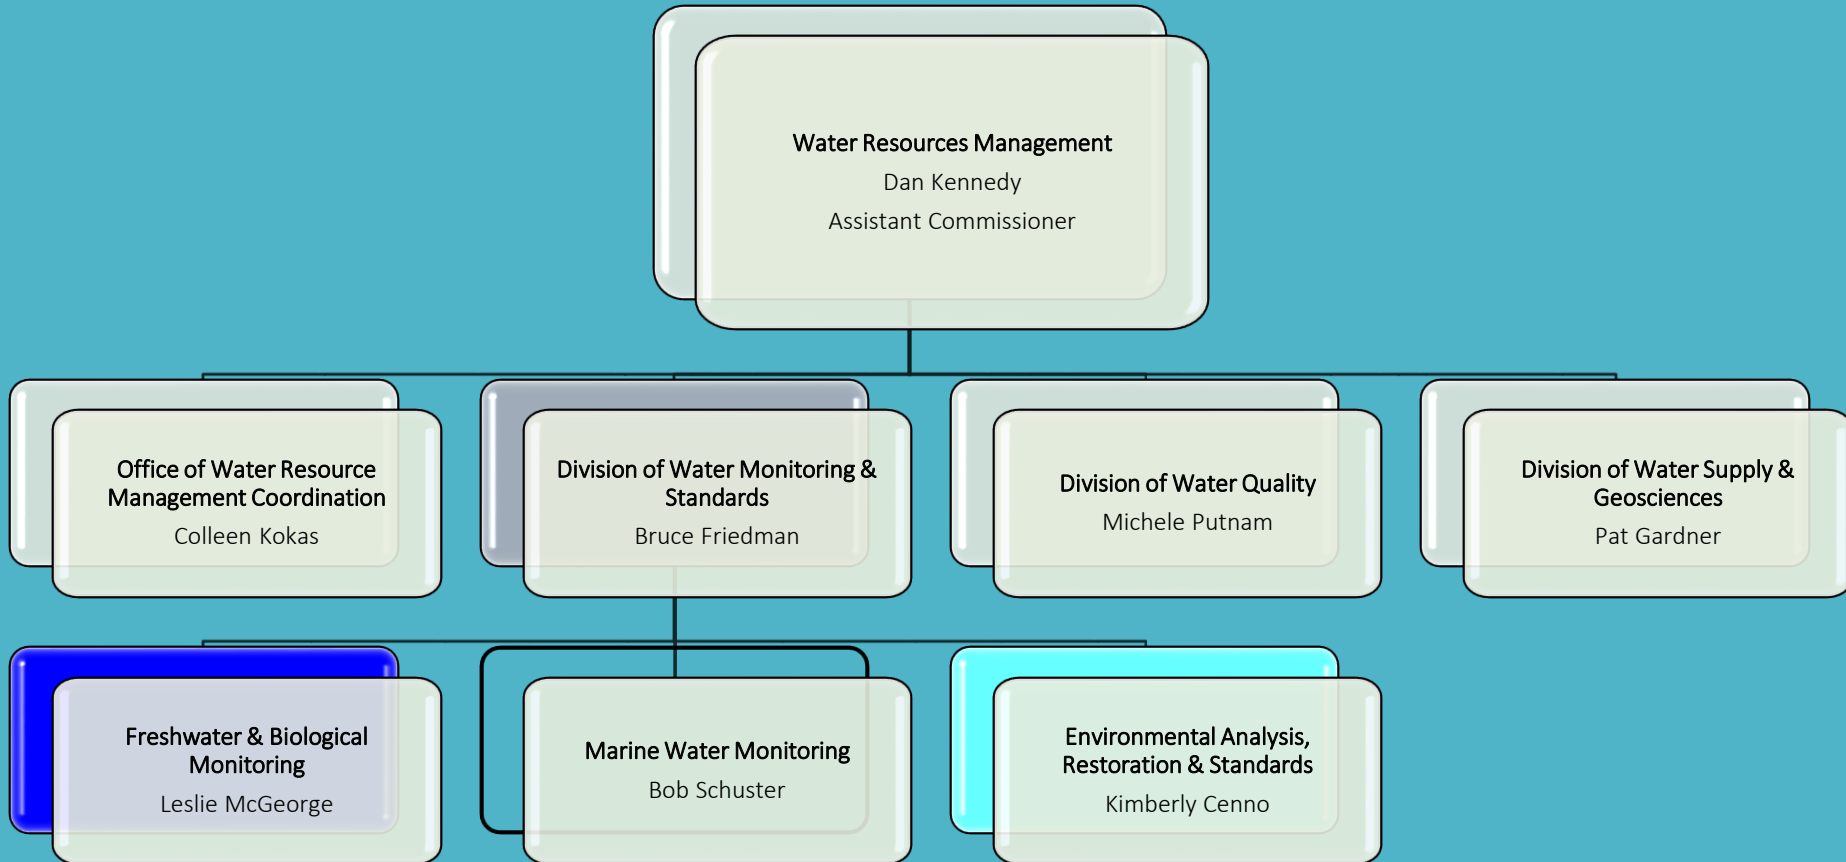 Water Resources Management
Dan Kennedy
Assistant Commissioner
Office of Water Resource
Management Coordination
Colleen Kokas
Division of Water Monitoring &
Standards
Bruce Friedman
Division of Water Quality
Michele Putnam
Division of Water Supply &
Geosciences
Pat Gardner
Freshwater & Biological
Monitoring
Leslie McGeorge
Marine Water Monitoring
Bob Schuster
Environmental Analysis,
Restoration & Standards
Kimberly Cenno